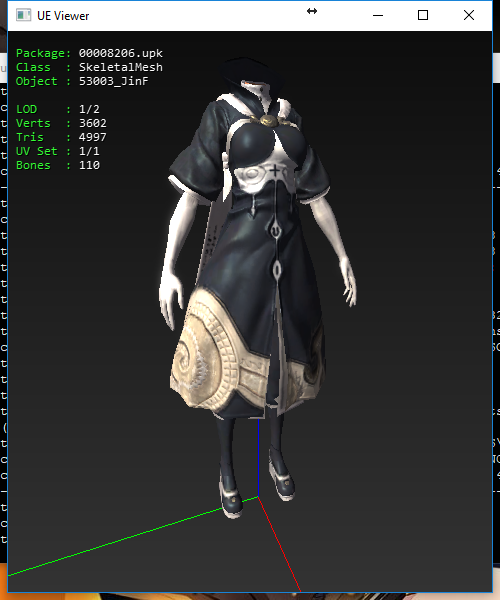 UE Viewer
Package: 00008206.upk
Class : SkeletalMesh
Object : 53003_JinF
LOD : 1/2
Verts : 3602
Tris : 4997
UV Set : 1/1
Bones : 110